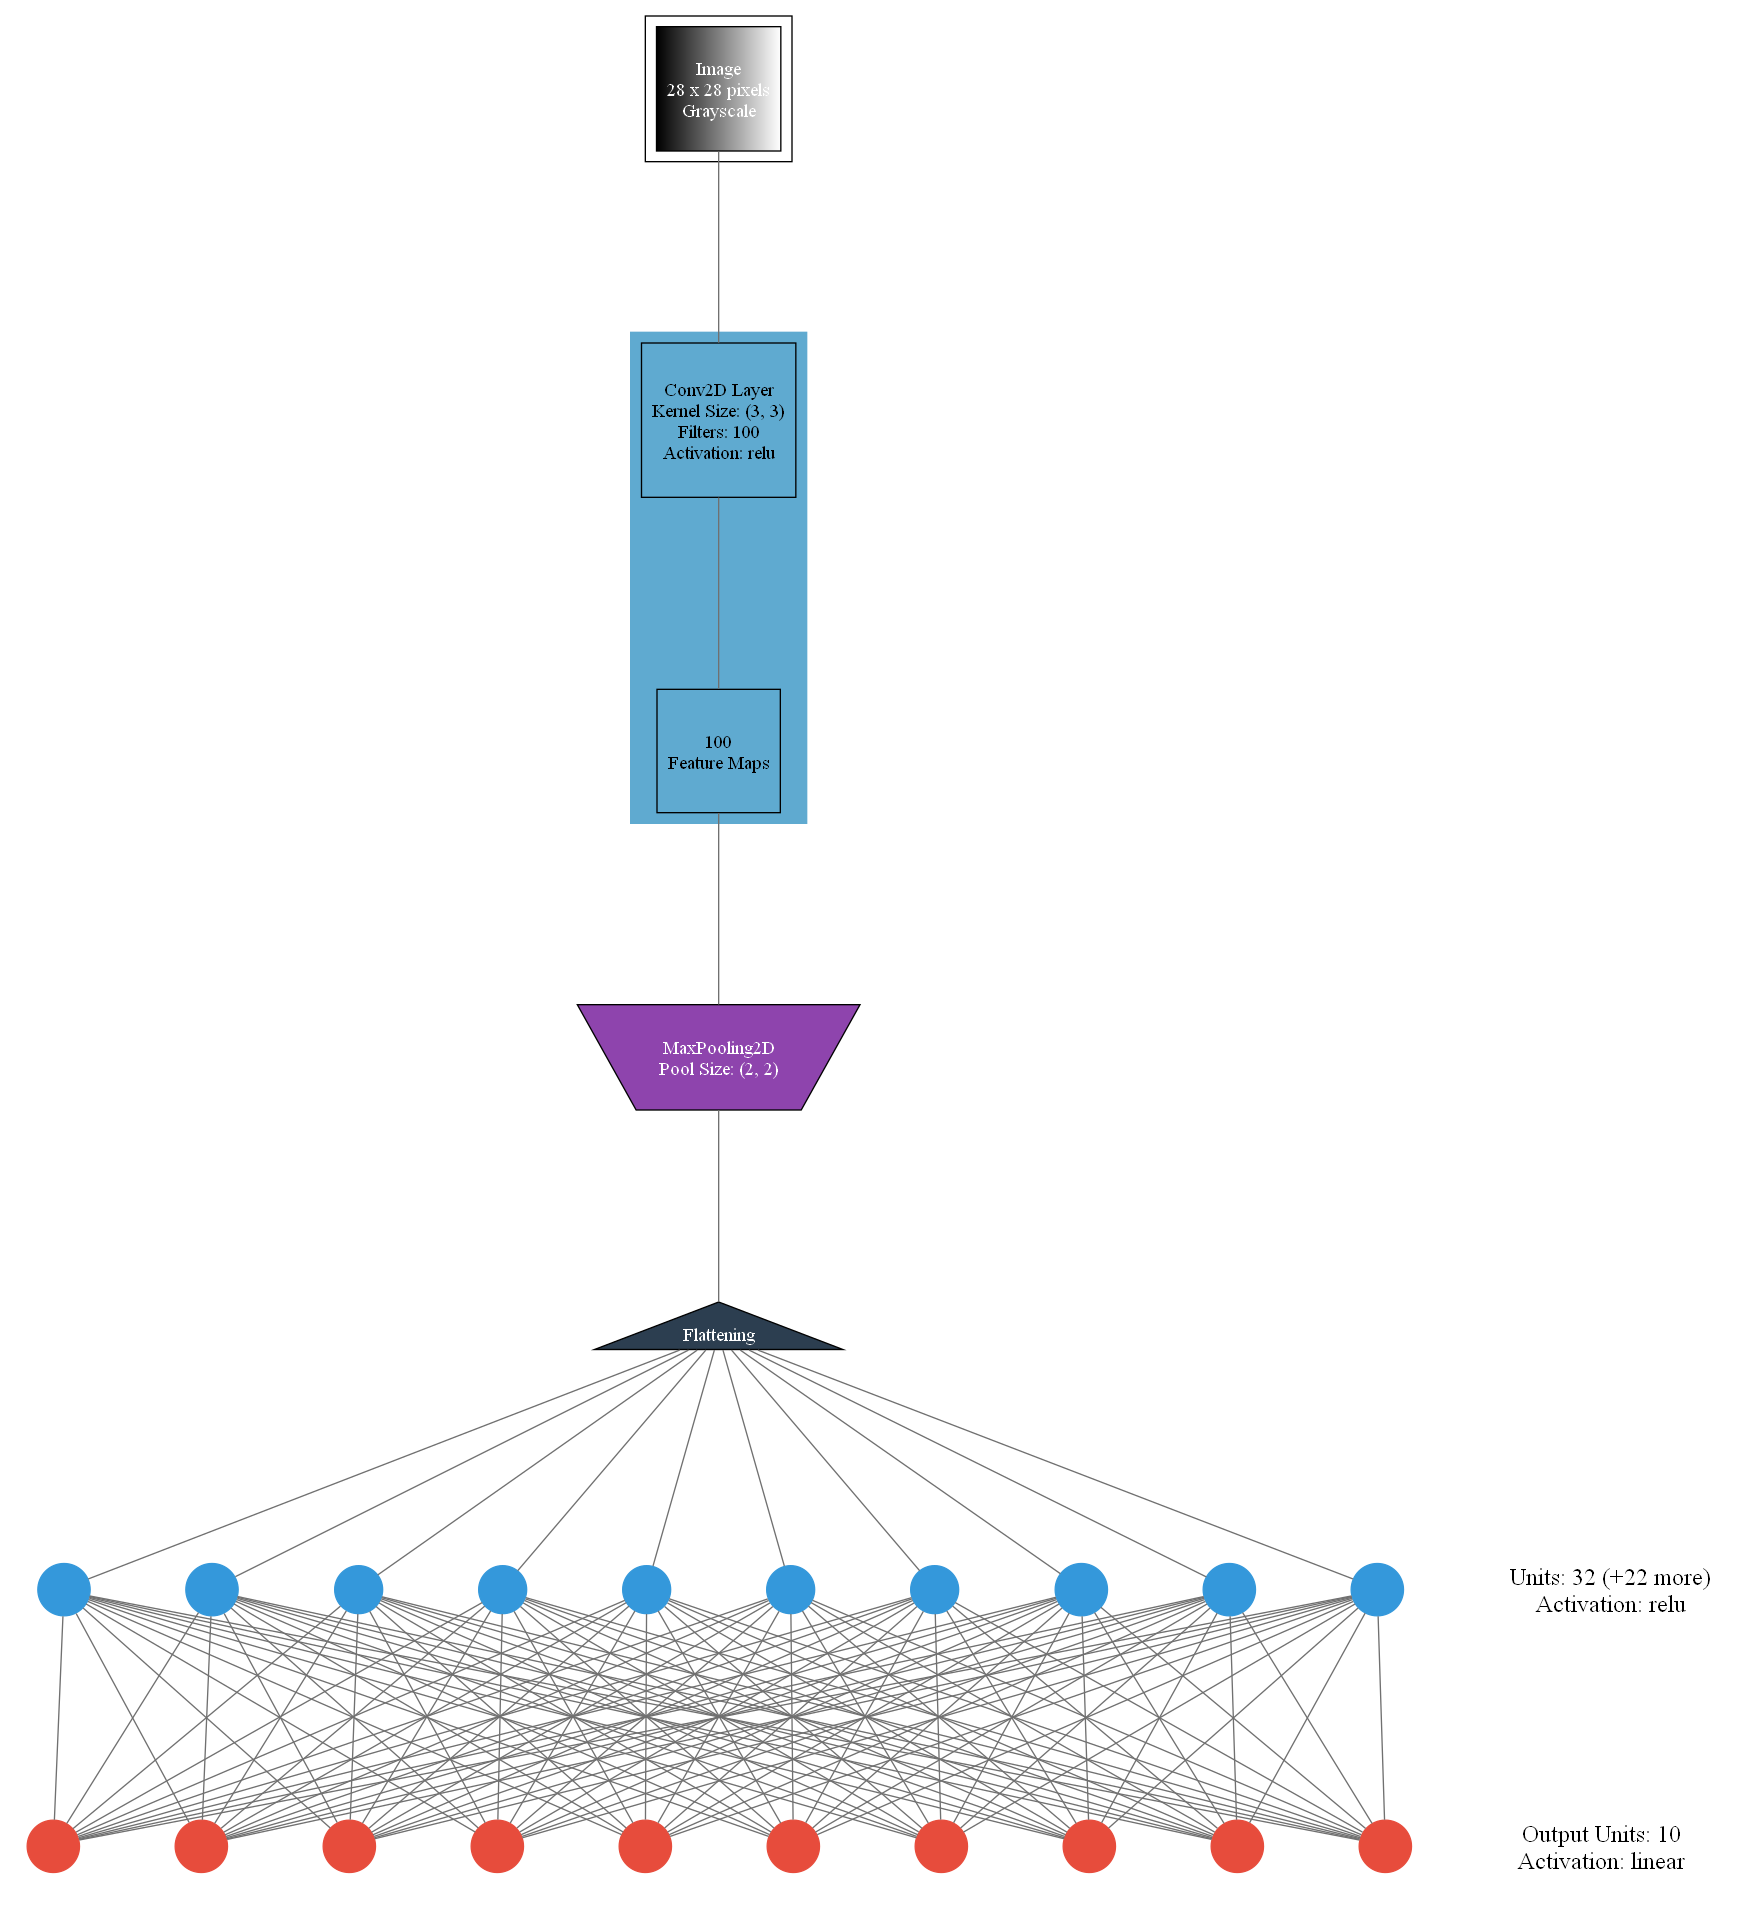 Image
28 x 28 pixels
Grayscale
Conv2D Layer
Kernel Size: (3, 3)
Filters: 100
Activation: relu
100
Feature Maps
MaxPooling2D
Pool Size: (2, 2)
Flattening
Units: 32 (+22 more)
Activation: relu
Output Units: 10
Activation: linear